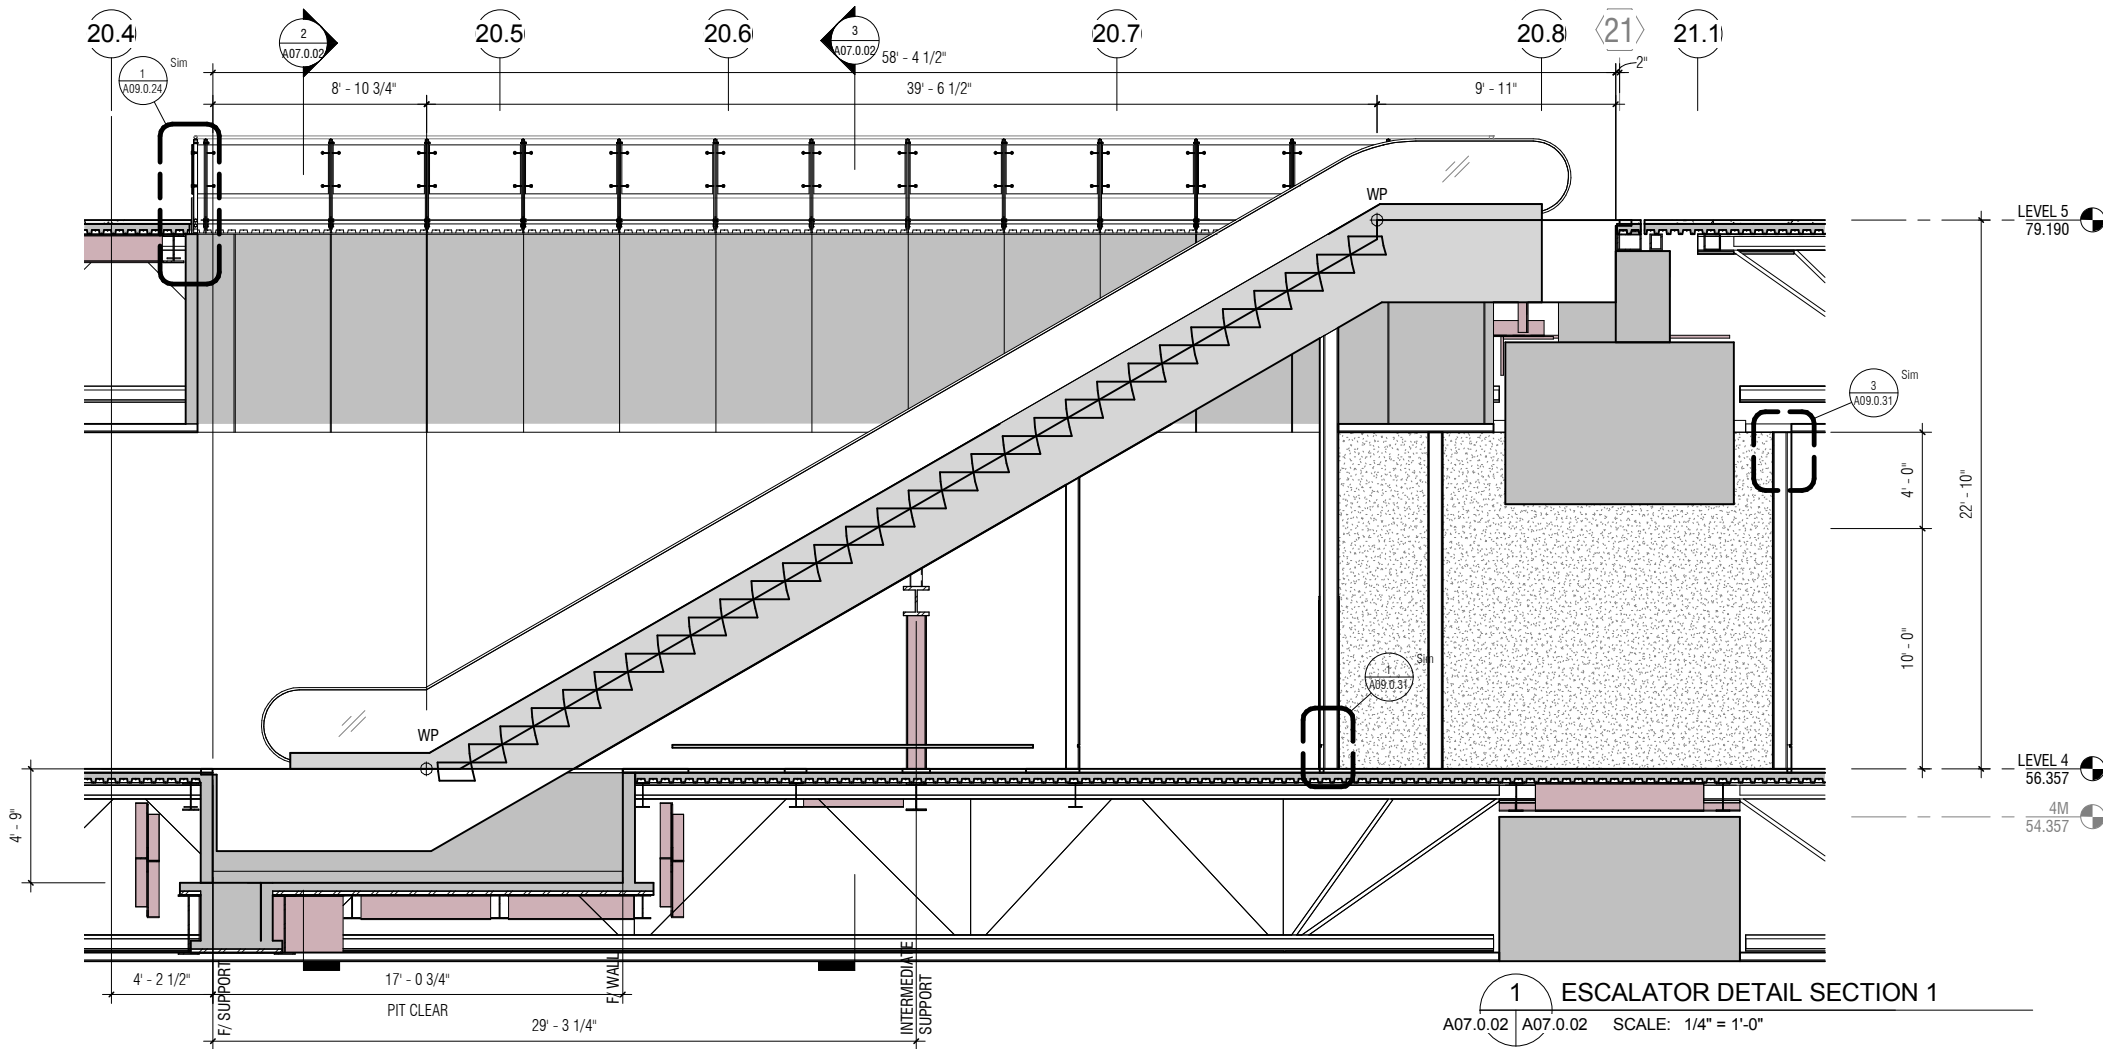 20.4
2
A07.0.02
20.5
20.6
3
A07.0.02
20.7
20.8
21
21.1
58' - 4 1/2"
2"
1
A09.0.24
Sim
8' - 10 3/4"
39' - 6 1/2"
9' - 11"
WP
LEVEL 5
79.190
3
A09.0.31
Sim
4' - 0"
22' - 10"
10' - 0"
1
A09.0.31
Sim
WP
LEVEL 4
56.357
4M
54.357
4' - 9"
4' - 2 1/2"
F/ SUPPORT
17' - 0 3/4"
PIT CLEAR
F/ WALL
29' - 3 1/4"
INTERMEDIATE
SUPPORT
1
A07.0.02
A07.0.02
ESCALATOR DETAIL SECTION 1
SCALE: 1/4" = 1'-0"